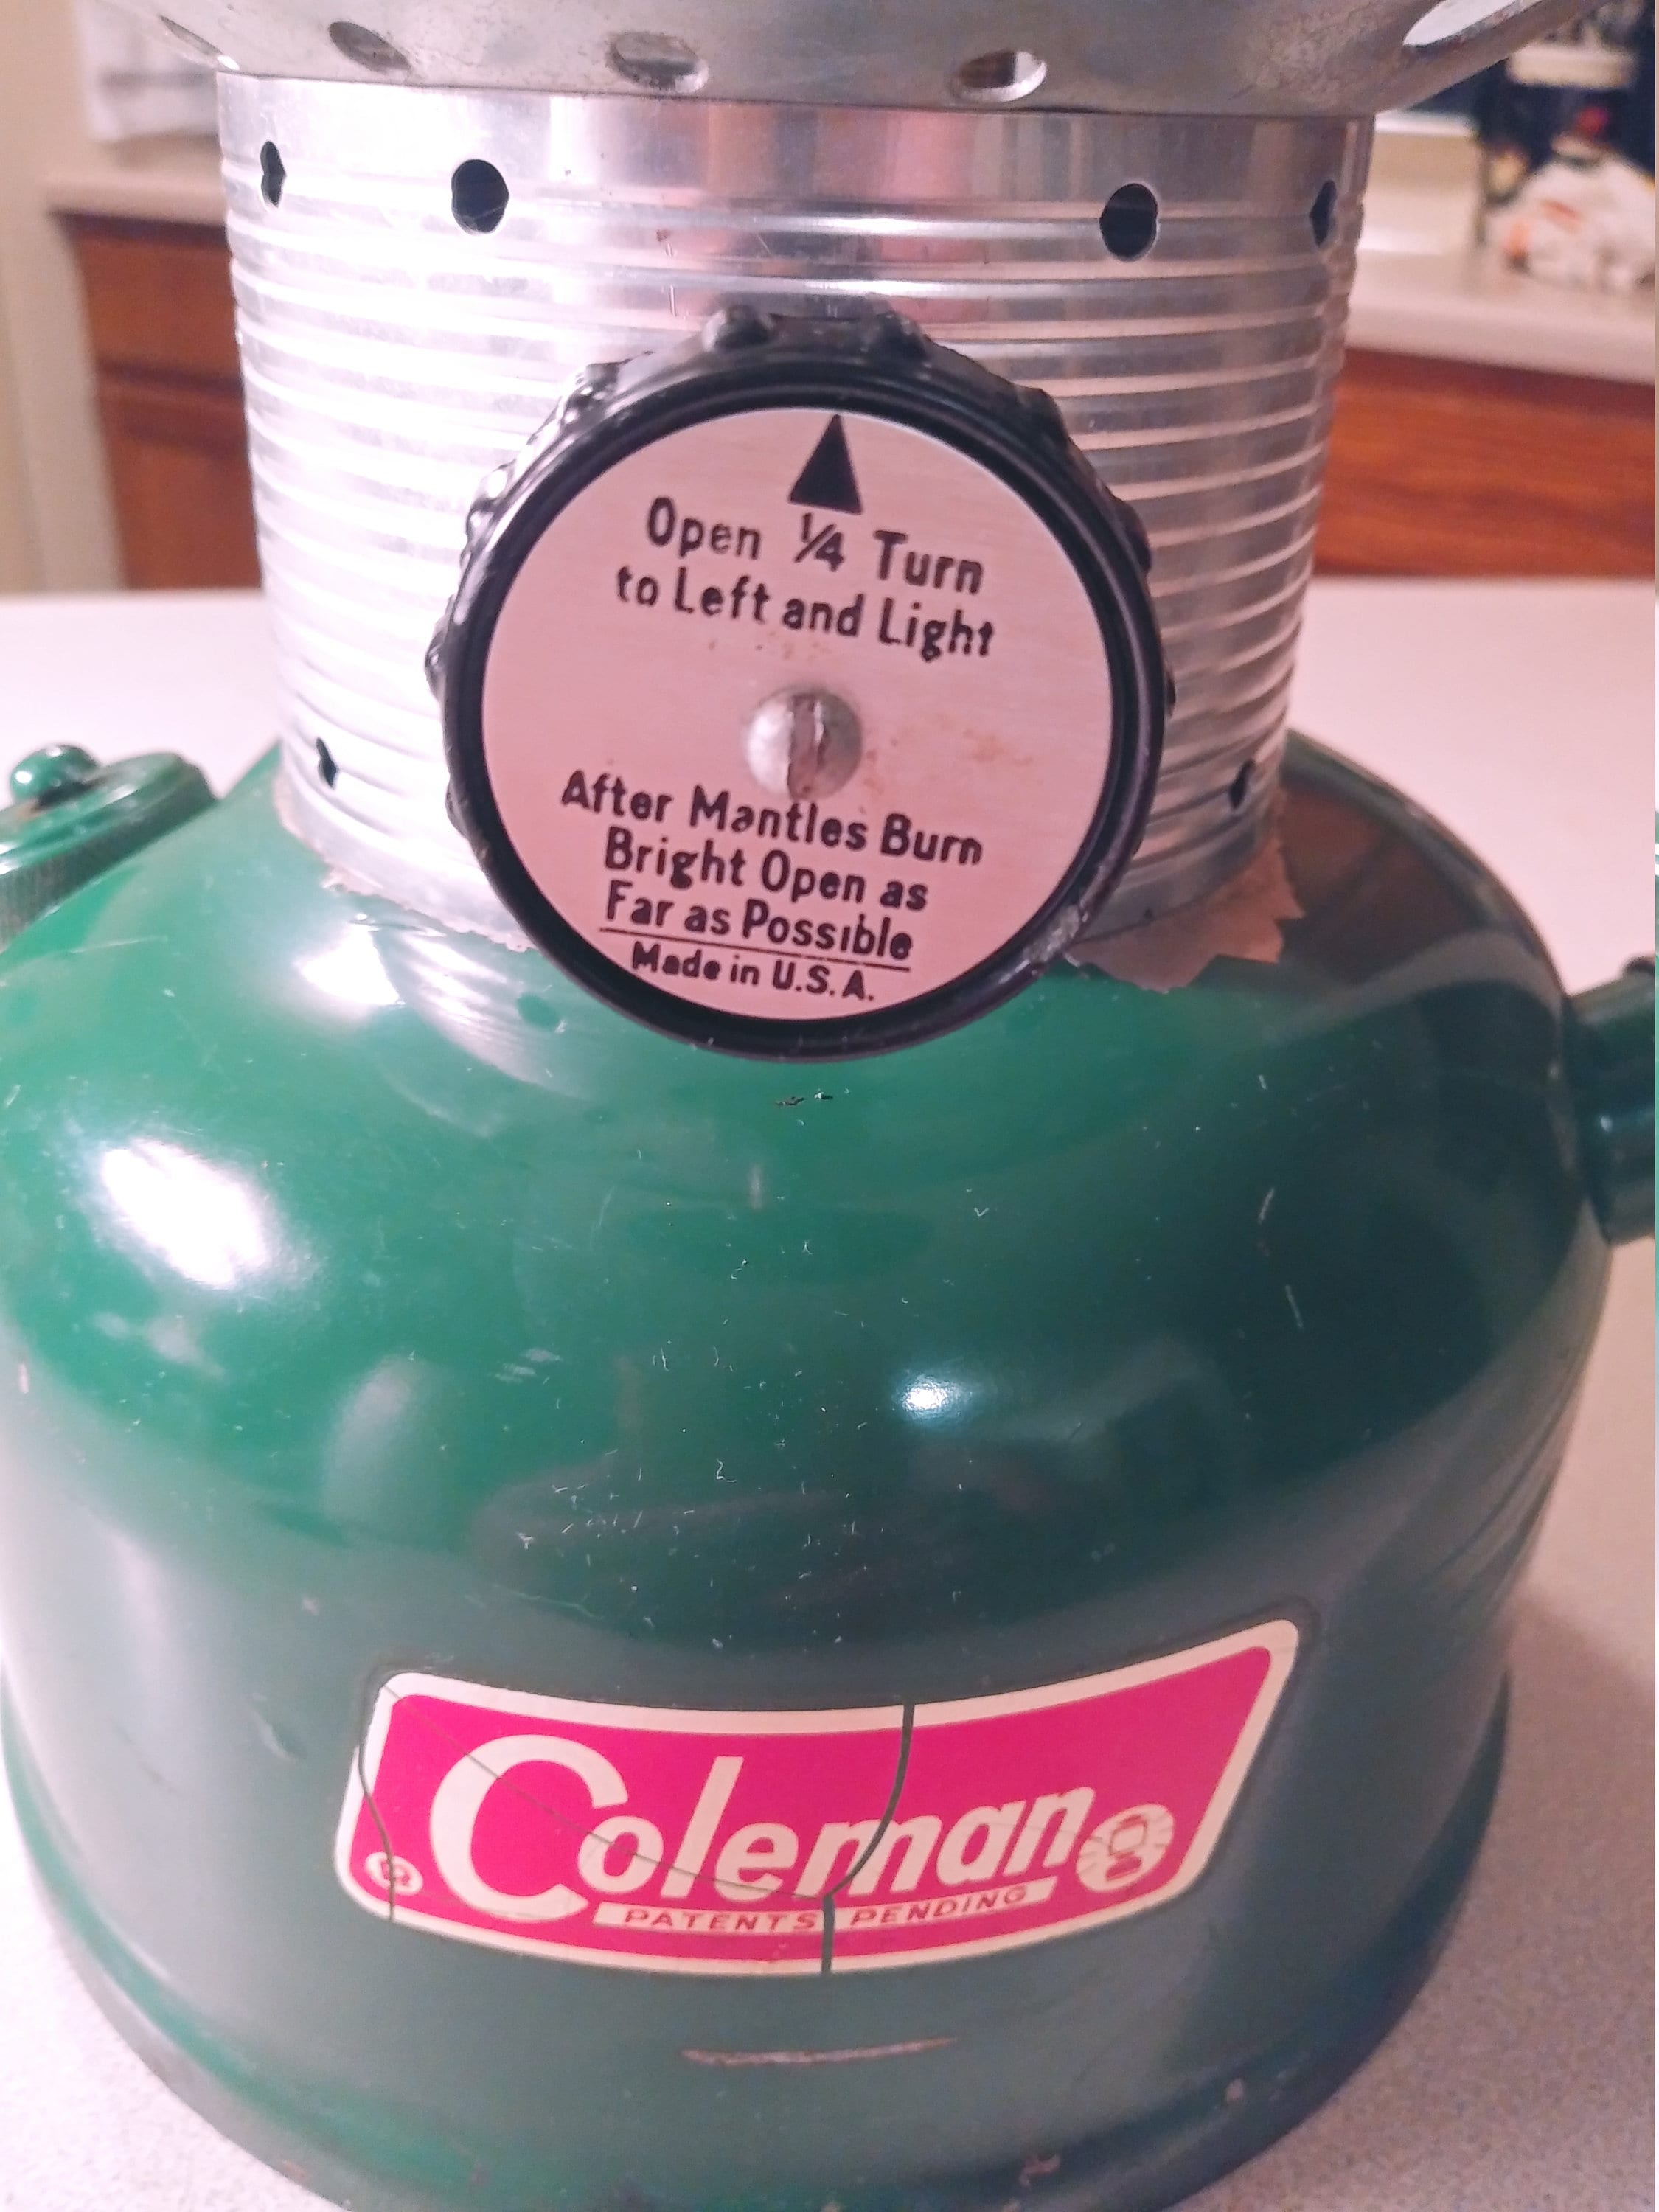 Open ¼ Turn
to Left and Light
After Mantles Burn
Bright Open as
Far as Possible
Made in U.S.A.
Coleman
®
PATENTS PENDING